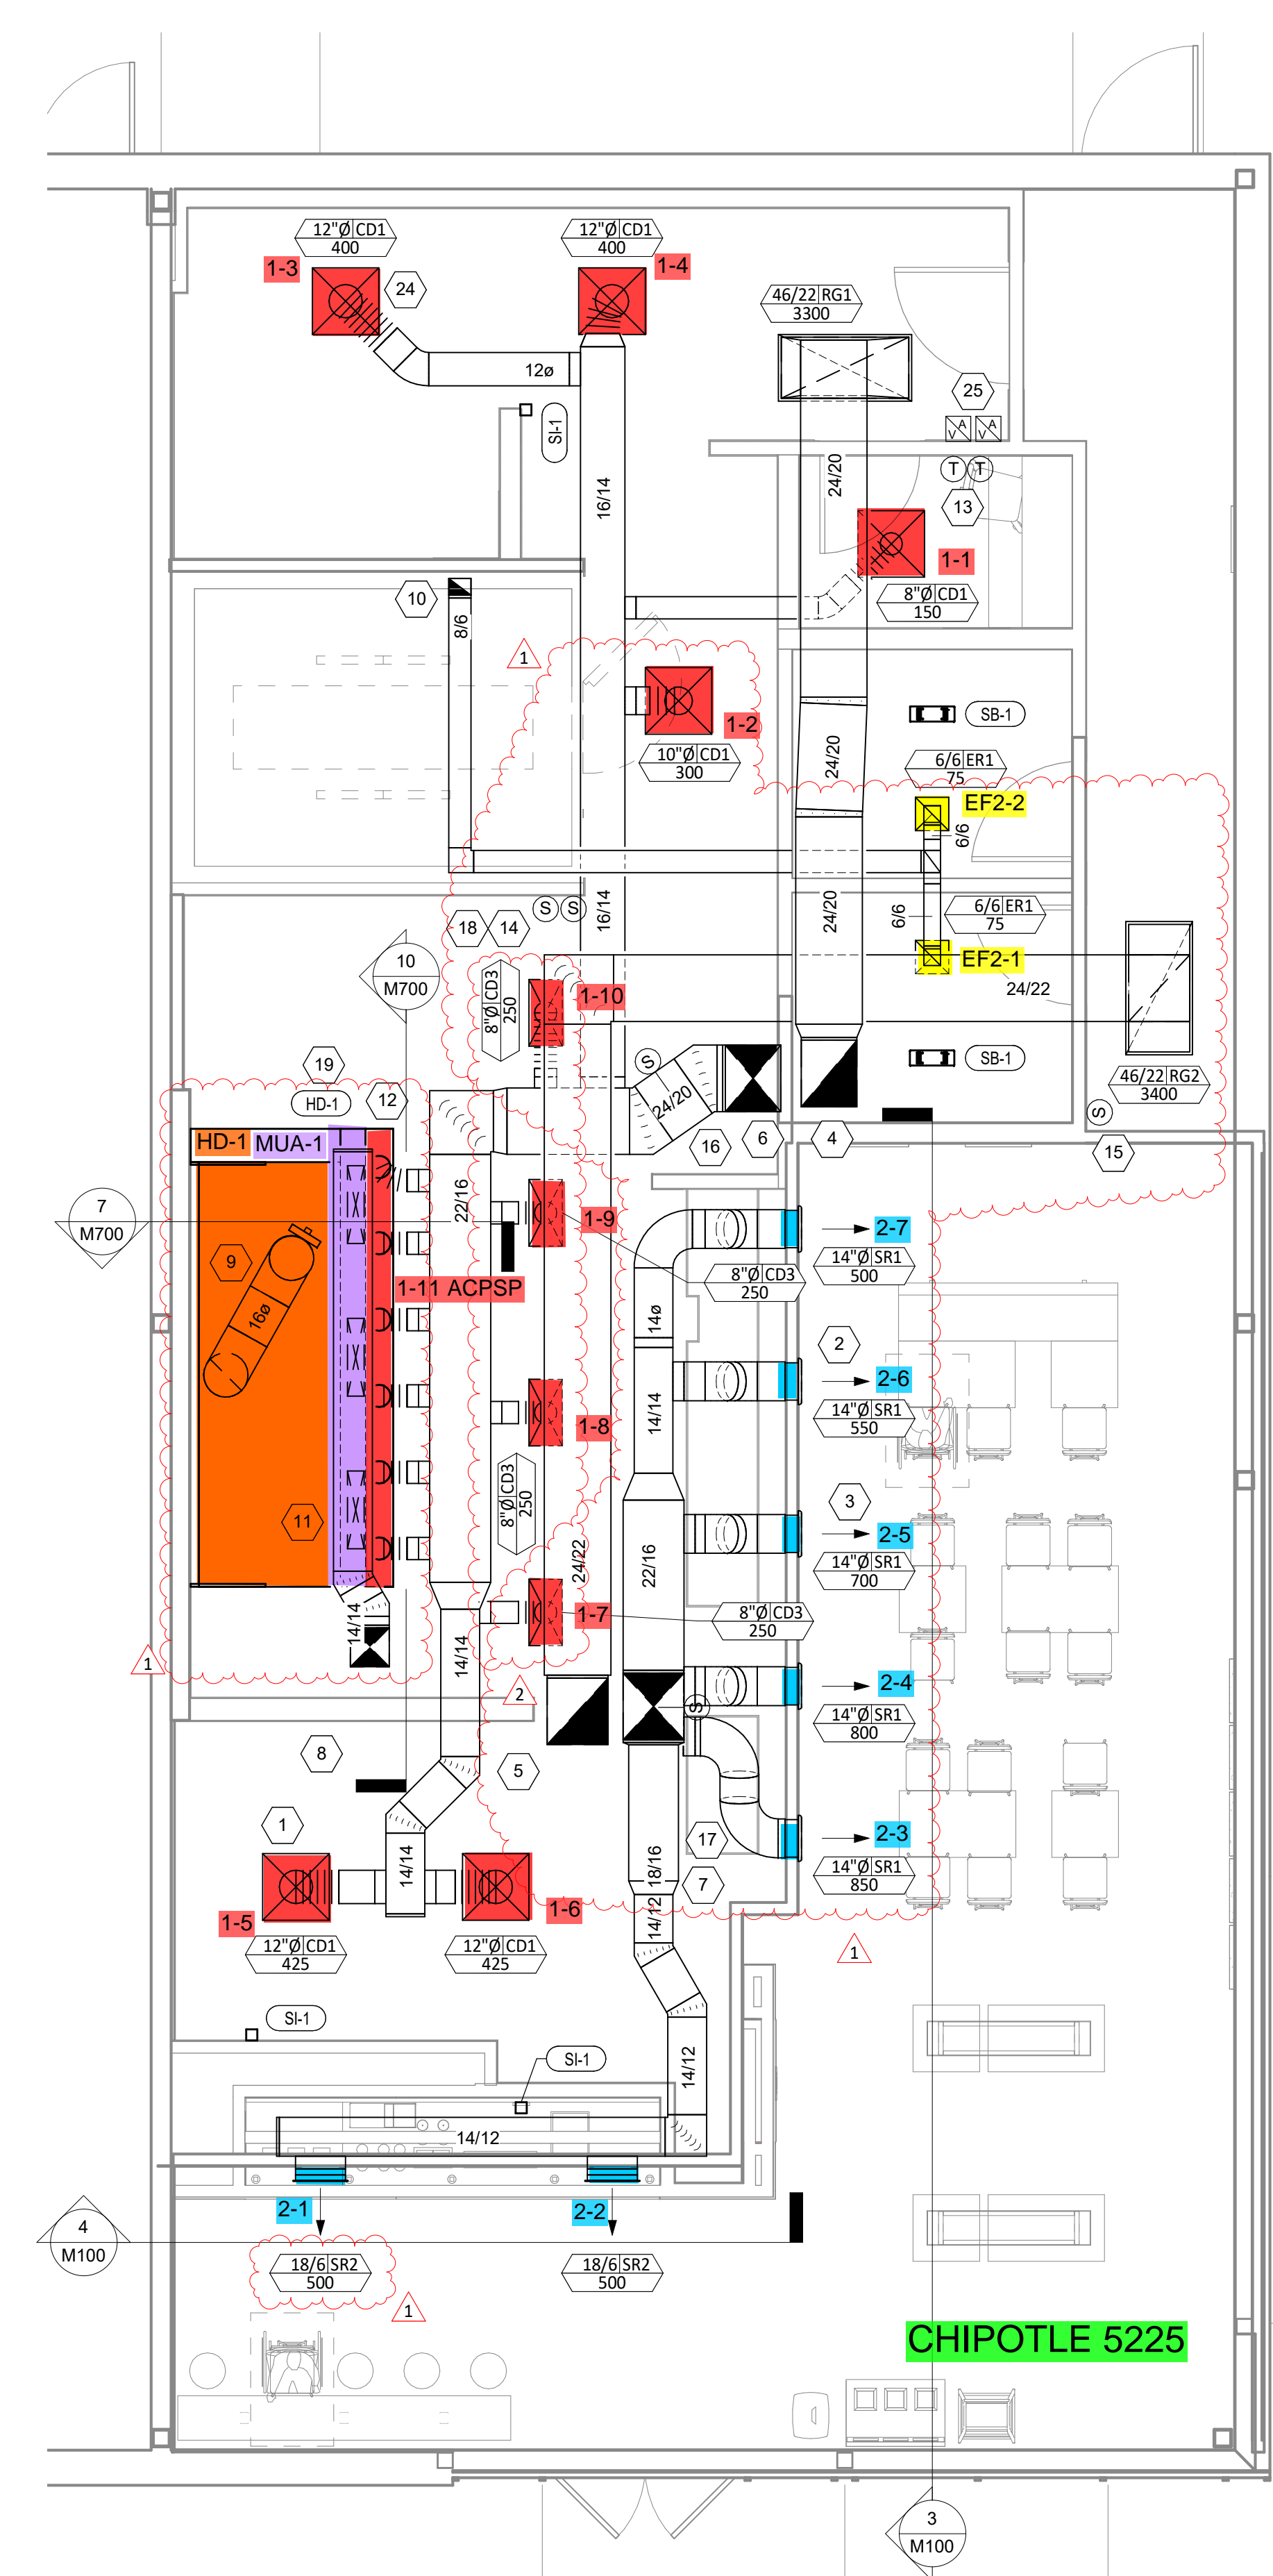 12"Ø CD1
400
12"Ø CD1
400
1-3
24
1-4
46/22 RG1
3300
12ø
SI-1
25
V A
V A
T
T
13
24/20
16/14
1-1
8"Ø CD1
150
10
8/6
1
1-2
10"Ø CD1
300
SB-1
24/20
6/6 ER1
75
EF2-2
6/6
16/14
24/20
6/6
6/6 ER1
75
EF2-1
S
S
18
14
10
M700
8"Ø CD3
250
1-10
24/22
SB-1
46/22 RG2
3400
S
15
19
HD-1
12
S
24/20
16
6
4
HD-1
MUA-1
7
M700
22/16
1-9
2-7
14"Ø SR1
500
8"Ø CD3
250
9
16ø
1-11 ACPSP
14ø
2
2-6
14"Ø SR1
550
14/14
1-8
8"Ø CD3
250
3
11
2-5
14"Ø SR1
700
24/22
22/16
1-7
8"Ø CD3
250
14/14
14/14
1
2
S
2-4
14"Ø SR1
800
8
5
1
17
7
2-3
14"Ø SR1
850
14/14
18/16
14/12
1-5
1-6
12"Ø CD1
425
12"Ø CD1
425
1
SI-1
SI-1
14/12
14/12
2-1
2-2
4
M100
18/6 SR2
500
18/6 SR2
500
1
CHIPOTLE 5225
3
M100